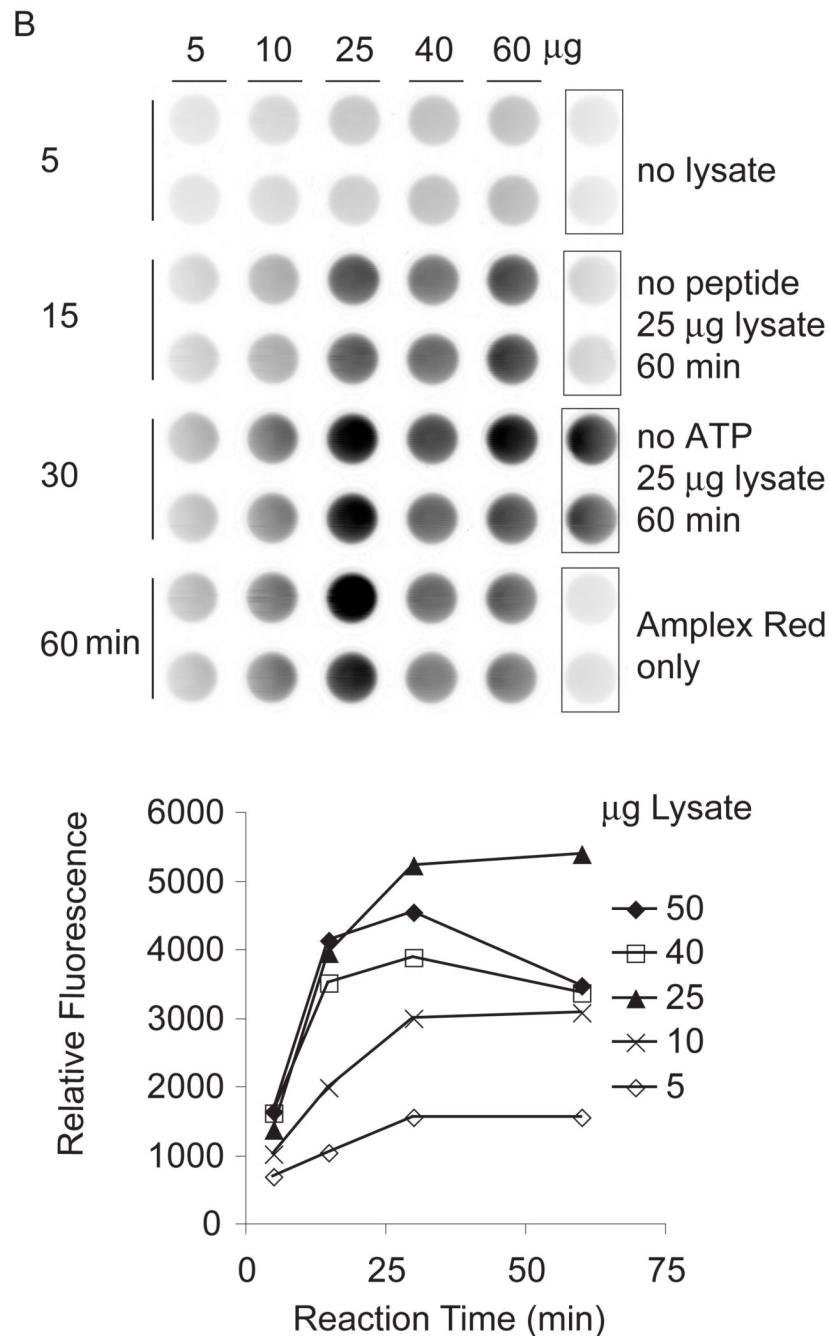 B
5 10 25 40 60 µg
5
no lysate
15
no peptide
25 µg lysate
60 min
30
no ATP
25 µg lysate
60 min
60 min
Amplex Red
only
µg Lysate
6000
5000
4000
3000
2000
1000
0
Relative Fluorescence
50
40
25
10
5
0 25 50 75
Reaction Time (min)